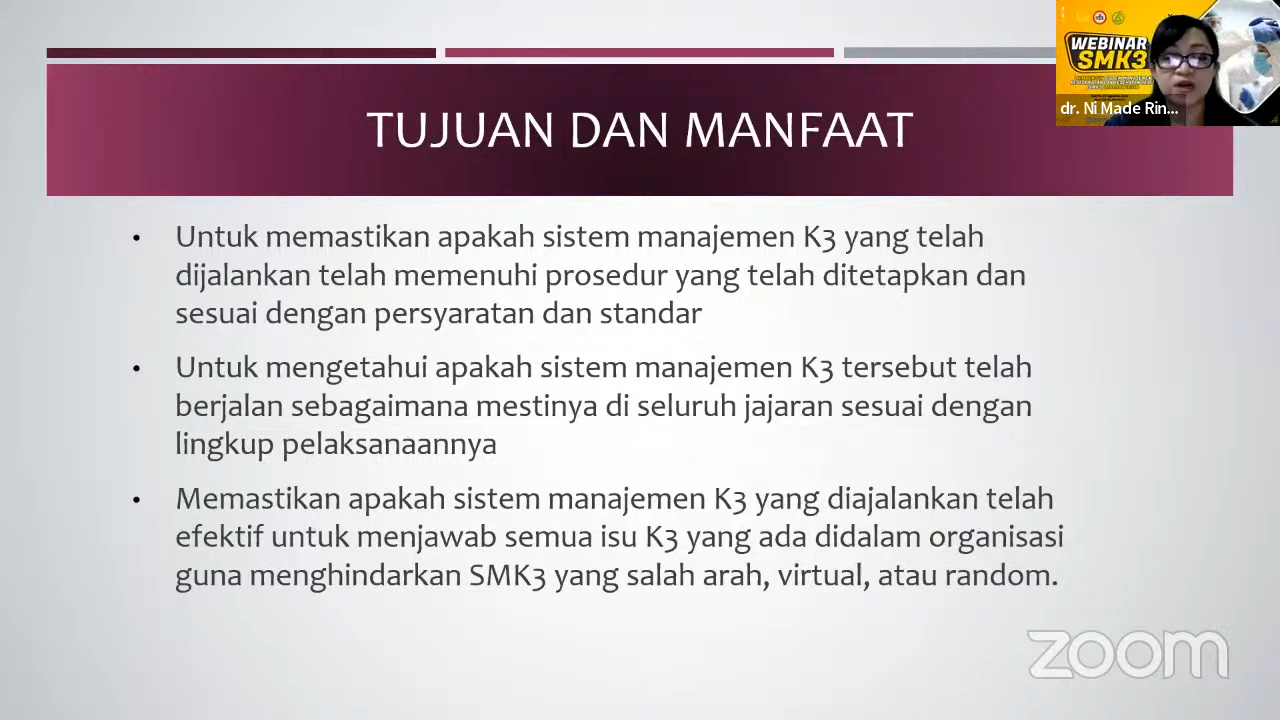 WEBINAR
SMK3
dr. Ni Made Rin...
TUJUAN DAN MANFAAT
• Untuk memastikan apakah sistem manajemen K3 yang telah
dijalankan telah memenuhi prosedur yang telah ditetapkan dan
sesuai dengan persyaratan dan standar
• Untuk mengetahui apakah sistem manajemen K3 tersebut telah
berjalan sebagaimana mestinya di seluruh jajaran sesuai dengan
lingkup pelaksanaannya
• Memastikan apakah sistem manajemen K3 yang diajalankan telah
efektif untuk menjawab semua isu K3 yang ada didalam organisasi
guna menghindarkan SMK3 yang salah arah, virtual, atau random.
zoom